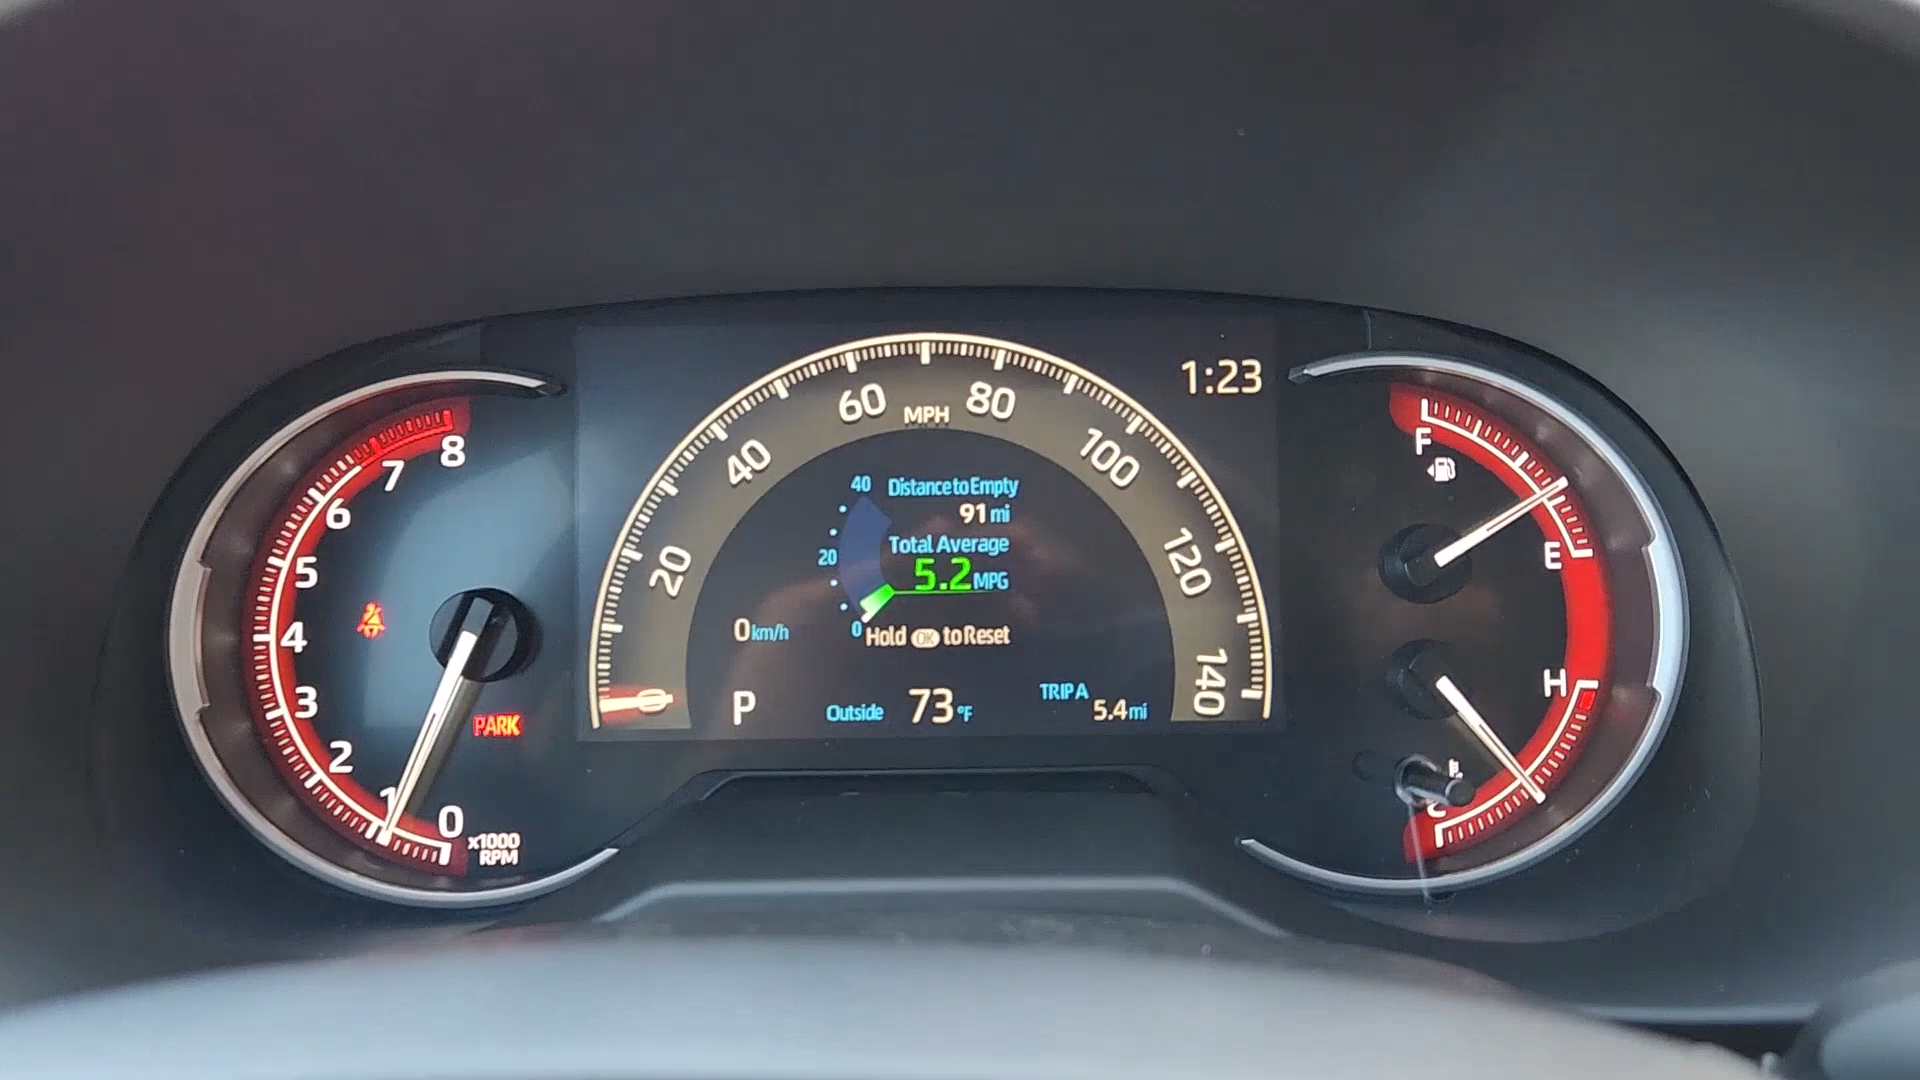 8
7
6
5
4
3
2
1
0
x1000
RPM
PARK
0
20
40
60
MPH
80
100
120
140
1:23
40
20
0
Distance to Empty
91 mi
Total Average
5.2 MPG
Hold OK to Reset
0 km/h
P
Outside 73 °F
TRIP A
5.4 mi
F
E
H
C